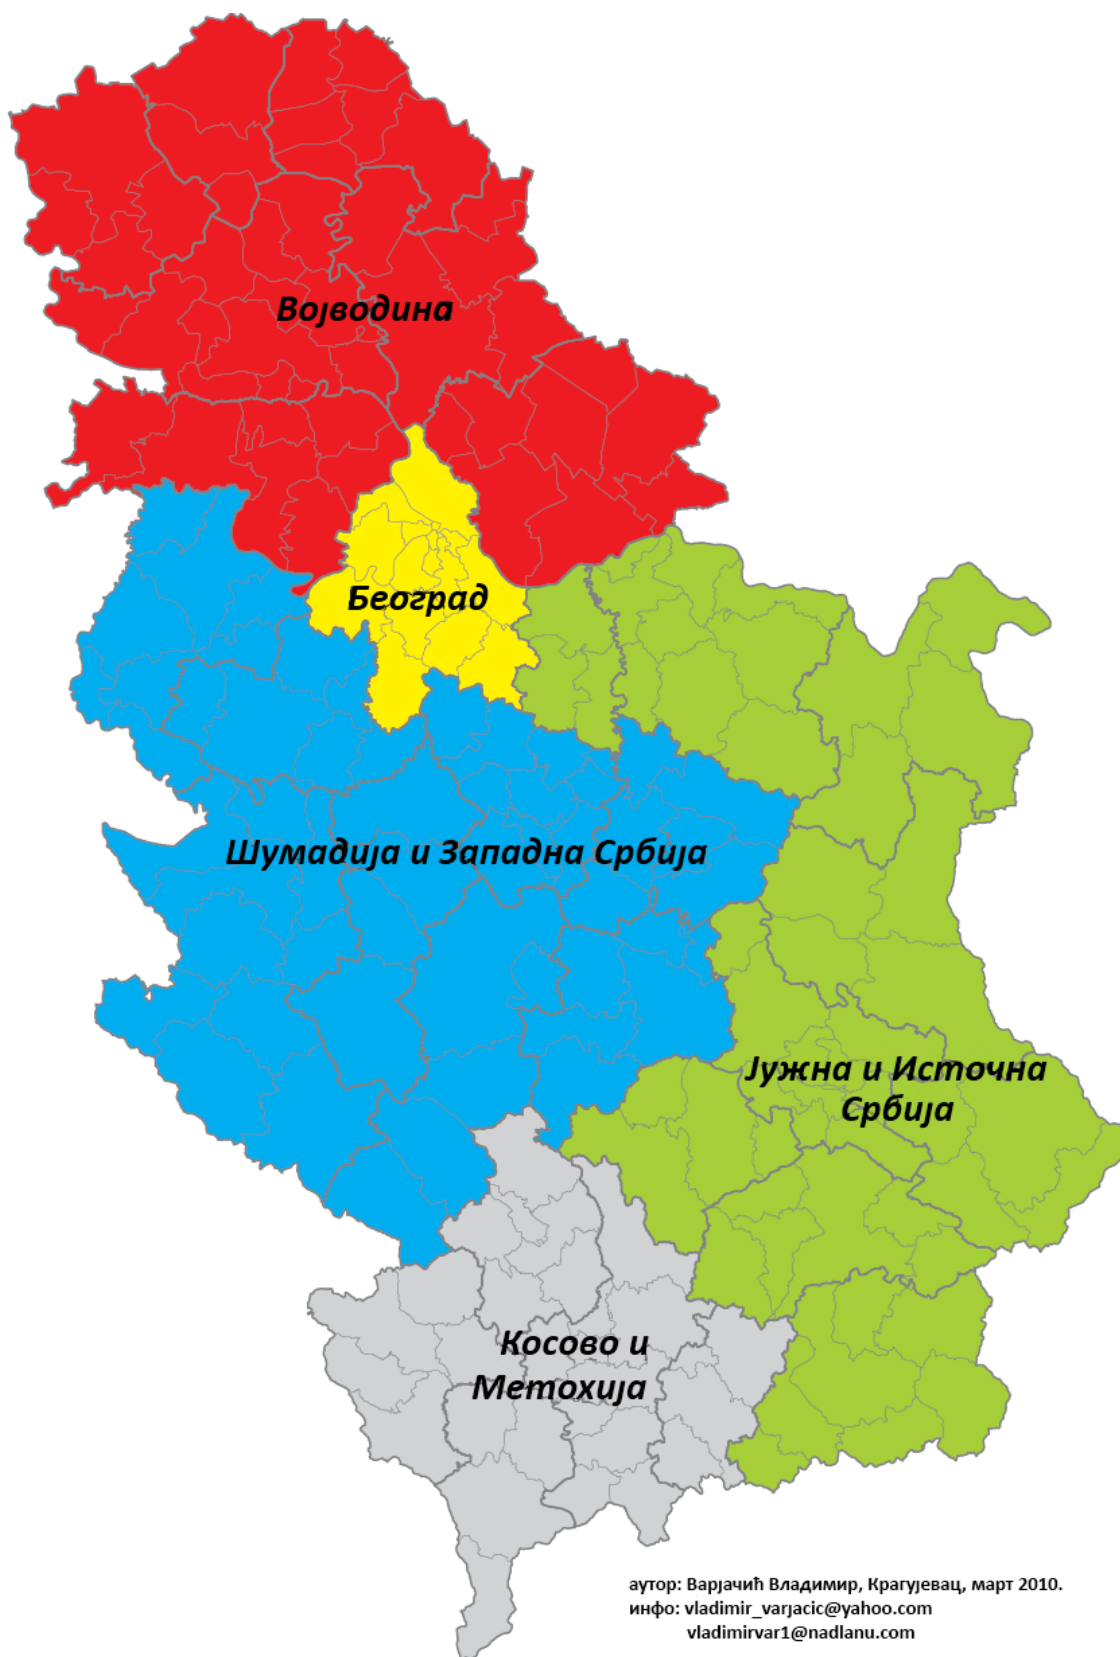 Војводина
Београд
Шумадија и Западна Србија
Јужна и Источна
Србија
Косово и
Метохија
аутор: Варјачић Владимир, Крагујевац, март 2010.
инфо: vladimir_varjacic@yahoo.com
vladimirvar1@nadlanu.com